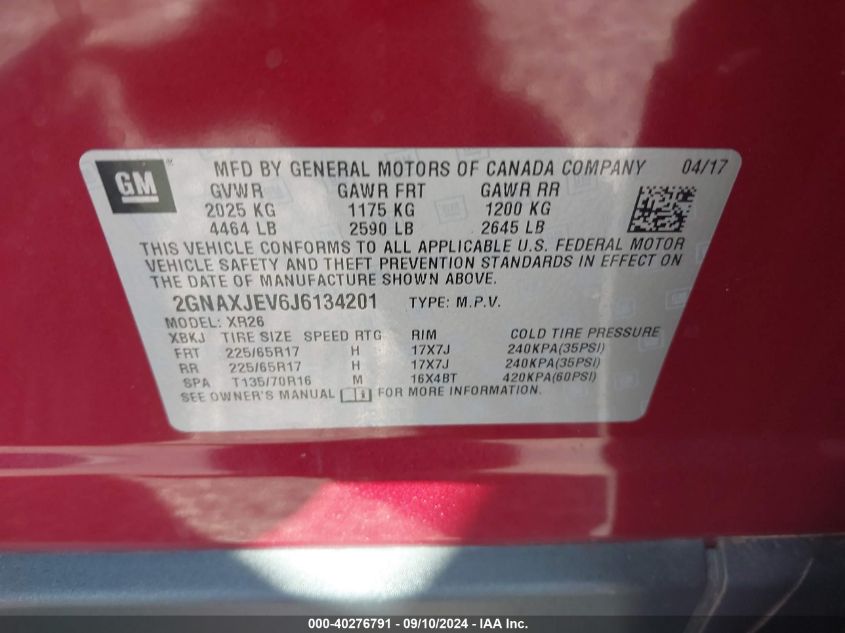 GM MFD BY GENERAL MOTORS OF CANADA COMPANY 04/17
GVWR GAWR FRT GAWR RR
2025 KG 1175 KG 1200 KG
4464 LB 2590 LB 2645 LB
THIS VEHICLE CONFORMS TO ALL APPLICABLE U.S. FEDERAL MOTOR
VEHICLE SAFETY AND THEFT PREVENTION STANDARDS IN EFFECT ON
THE DATE OF MANUFACTURE SHOWN ABOVE.
2GNAXJEV6J6134201 TYPE: M.P.V.
MODEL: XR26
XBKJ TIRE SIZE SPEED RTG RIM COLD TIRE PRESSURE
FRT 225/65R17 H 17X7J 240KPA(35PSI)
RR 225/65R17 H 17X7J 240KPA(35PSI)
SPA T135/70R16 M 16X4BT 420KPA(60PSI)
SEE OWNER'S MANUAL FOR MORE INFORMATION.
000-40276791 - 09/10/2024 - IAA Inc.